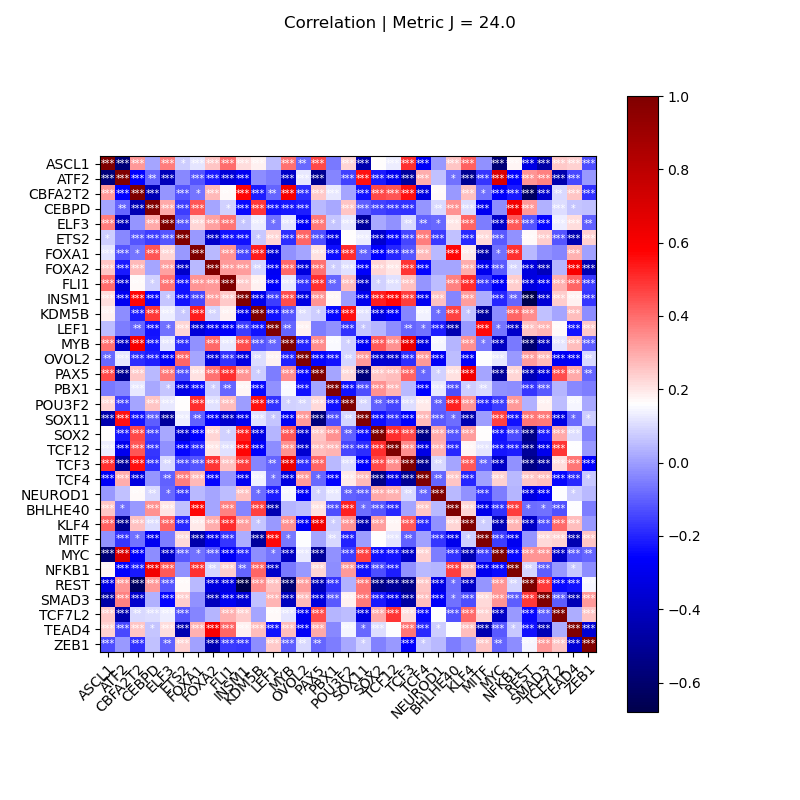 Correlation | Metric J = 24.0
ASCL1
ATF2
CBFA2T2
CEBPD
ELF3
ETS2
FOXA1
FOXA2
FLI1
INSM1
KDM5B
LEF1
MYB
OVOL2
PAX5
PBX1
POU3F2
SOX11
SOX2
TCF12
TCF3
TCF4
NEUROD1
BHLHE40
KLF4
MITF
MYC
NFKB1
REST
SMAD3
TCF7L2
TEAD4
ZEB1
ASCL1
ATF2
CBFA2T2
CEBPD
ELF3
ETS2
FOXA1
FOXA2
FLI1
INSM1
KDM5B
LEF1
MYB
OVOL2
PAX5
PBX1
POU3F2
SOX11
SOX2
TCF12
TCF3
TCF4
NEUROD1
BHLHE40
KLF4
MITF
MYC
NFKB1
REST
SMAD3
TCF7L2
TEAD4
ZEB1
1.0
0.8
0.6
0.4
0.2
0.0
−0.2
−0.4
−0.6